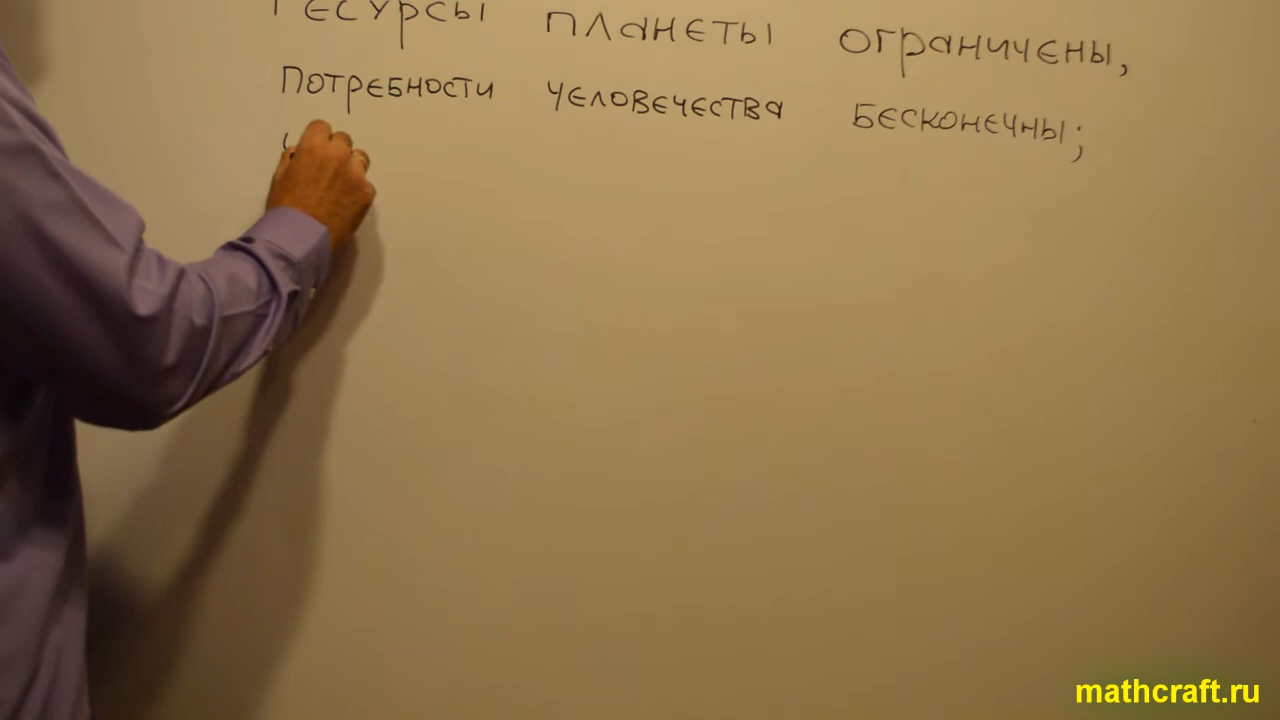 Ресурсы планеты ограничены,
Потребности человечества бесконечны;
mathcraft.ru